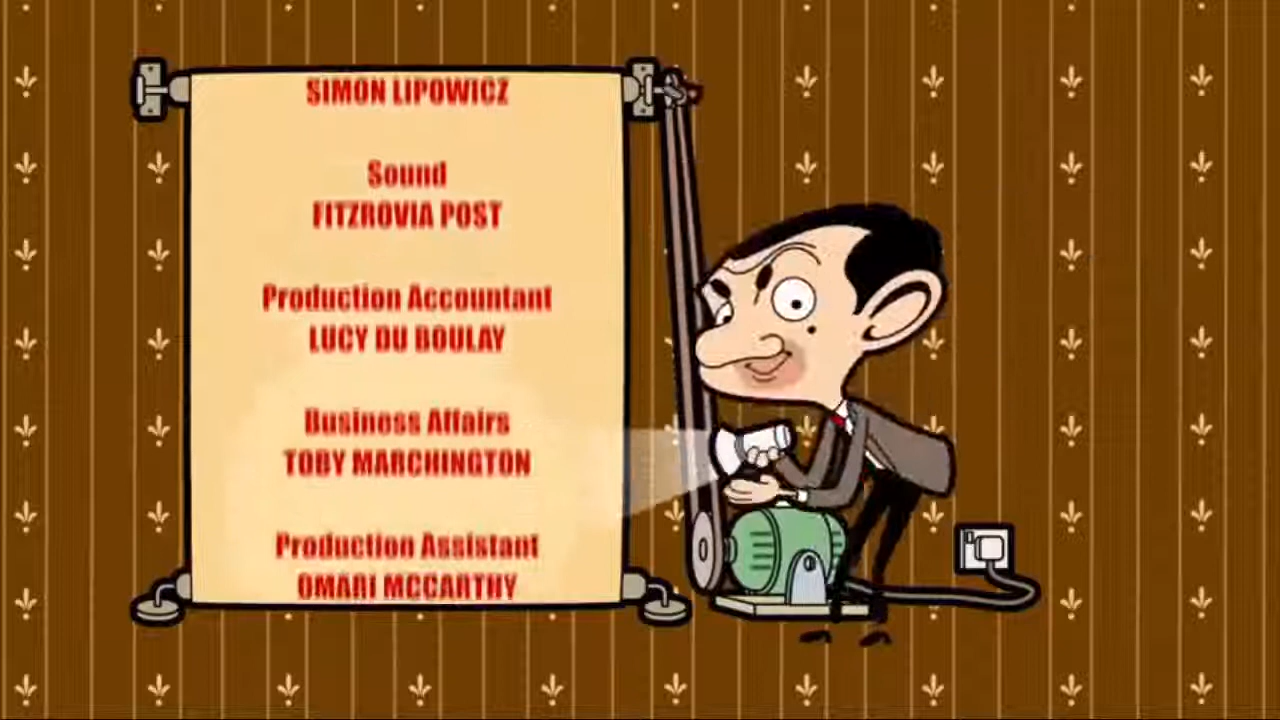 SIMON LIPOWICZ
Sound
FITZROVIA POST
Production Accountant
LUCY DU BOULAY
Business Affairs
TOBY MARCHINGTON
Production Assistant
OMARI MCCARTHY